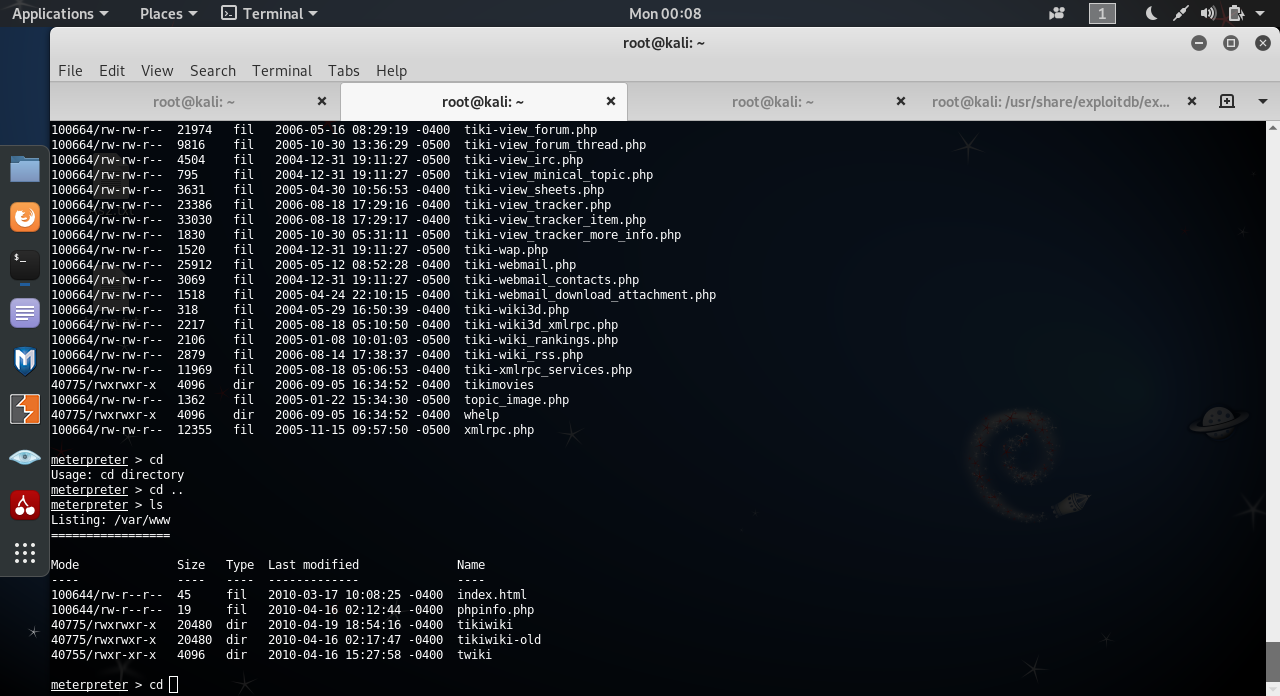 Applications Places Terminal Mon 00:08 1
root@kali: ~
File Edit View Search Terminal Tabs Help
root@kali: ~ root@kali: ~ root@kali: ~ root@kali: /usr/share/exploitdb/ex...
100664/rw-rw-r-- 21974 fil 2006-05-16 08:29:19 -0400 tiki-view_forum.php
100664/rw-rw-r-- 9816 fil 2005-10-30 13:36:29 -0500 tiki-view_forum_thread.php
100664/rw-rw-r-- 4504 fil 2004-12-31 19:11:27 -0500 tiki-view_irc.php
100664/rw-rw-r-- 795 fil 2004-12-31 19:11:27 -0500 tiki-view_minical_topic.php
100664/rw-rw-r-- 3631 fil 2005-04-30 10:56:53 -0400 tiki-view_sheets.php
100664/rw-rw-r-- 23386 fil 2006-08-18 17:29:16 -0400 tiki-view_tracker.php
100664/rw-rw-r-- 33030 fil 2006-08-18 17:29:17 -0400 tiki-view_tracker_item.php
100664/rw-rw-r-- 1830 fil 2005-10-30 05:31:11 -0500 tiki-view_tracker_more_info.php
100664/rw-rw-r-- 1520 fil 2004-12-31 19:11:27 -0500 tiki-wap.php
100664/rw-rw-r-- 25912 fil 2005-05-12 08:52:28 -0400 tiki-webmail.php
100664/rw-rw-r-- 3069 fil 2004-12-31 19:11:27 -0500 tiki-webmail_contacts.php
100664/rw-rw-r-- 1518 fil 2005-04-24 22:10:15 -0400 tiki-webmail_download_attachment.php
100664/rw-rw-r-- 318 fil 2004-05-29 16:50:39 -0400 tiki-wiki3d.php
100664/rw-rw-r-- 2217 fil 2005-08-18 05:10:50 -0400 tiki-wiki3d_xmlrpc.php
100664/rw-rw-r-- 2106 fil 2005-01-08 10:01:03 -0500 tiki-wiki_rankings.php
100664/rw-rw-r-- 2879 fil 2006-08-14 17:38:37 -0400 tiki-wiki_rss.php
100664/rw-rw-r-- 11969 fil 2005-08-18 05:06:53 -0400 tiki-xmlrpc_services.php
40775/rwxrwxr-x 4096 dir 2006-09-05 16:34:52 -0400 tikimovies
100664/rw-rw-r-- 1362 fil 2005-01-22 15:34:30 -0500 topic_image.php
40775/rwxrwxr-x 4096 dir 2006-09-05 16:34:52 -0400 whelp
100664/rw-rw-r-- 12355 fil 2005-11-15 09:57:50 -0500 xmlrpc.php
meterpreter > cd
Usage: cd directory
meterpreter > cd ..
meterpreter > ls
Listing: /var/www
=================
Mode Size Type Last modified Name
---- ---- ---- ------------- ----
100644/rw-r--r-- 45 fil 2010-03-17 10:08:25 -0400 index.html
100644/rw-r--r-- 19 fil 2010-04-16 02:12:44 -0400 phpinfo.php
40775/rwxrwxr-x 20480 dir 2010-04-19 18:54:16 -0400 tikiwiki
40775/rwxrwxr-x 20480 dir 2010-04-16 02:17:47 -0400 tikiwiki-old
40755/rwxr-xr-x 4096 dir 2010-04-16 15:27:58 -0400 twiki
meterpreter > cd